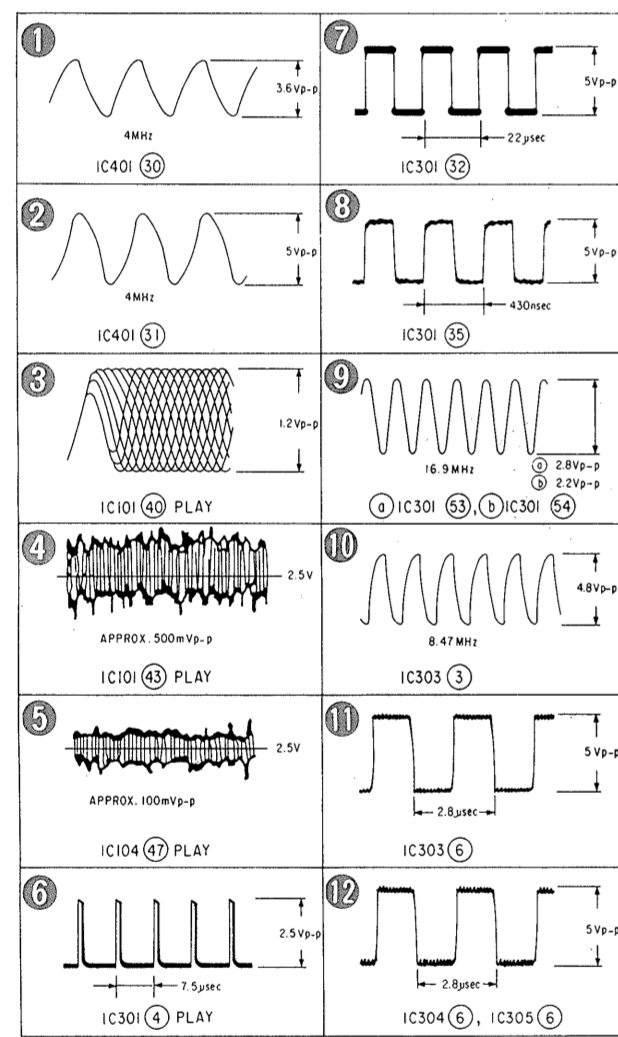 1
3.6Vp-p
4MHz
IC401 30
2
5Vp-p
4MHz
IC401 31
3
1.2Vp-p
IC101 40 PLAY
4
2.5V
APPROX. 500mVp-p
IC101 43 PLAY
5
2.5V
APPROX. 100mVp-p
IC104 47 PLAY
6
2.5Vp-p
7.5µsec
IC301 4 PLAY
7
5Vp-p
22µsec
IC301 32
8
5Vp-p
430nsec
IC301 35
9
16.9MHz
a 2.8Vp-p
b 2.2Vp-p
a IC301 53, b IC301 54
10
4.8Vp-p
8.47MHz
IC303 3
11
5Vp-p
2.8µsec
IC303 6
12
5Vp-p
2.8µsec
IC304 6, IC305 6